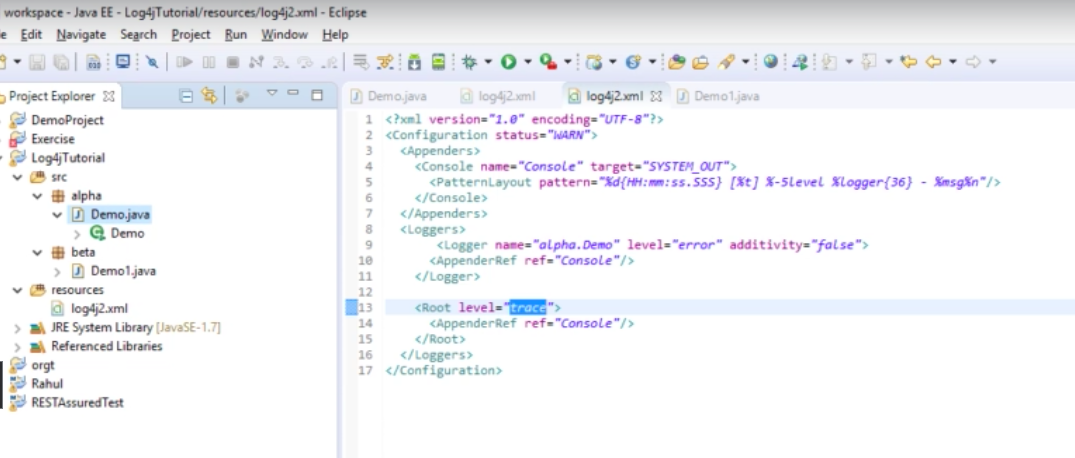 workspace - Java EE - Log4jTutorial/resources/log4j2.xml - Eclipse
Edit Navigate Search Project Run Window Help
Project Explorer
DemoProject
Exercise
Log4jTutorial
src
alpha
Demo.java
Demo
beta
Demo1.java
resources
log4j2.xml
JRE System Library [JavaSE-1.7]
Referenced Libraries
orgt
Rahul
RESTAssuredTest
Demo.java log4j2.xml log4j2.xml Demo1.java
1 <?xml version="1.0" encoding="UTF-8"?>
2 <Configuration status="WARN">
3 <Appenders>
4 <Console name="Console" target="SYSTEM_OUT">
5 <PatternLayout pattern="%d{HH:mm:ss.SSS} [%t] %-5level %logger{36} - %msg%n"/>
6 </Console>
7 </Appenders>
8 <Loggers>
9 <Logger name="alpha.Demo" level="error" additivity="false">
10 <AppenderRef ref="Console"/>
11 </Logger>
12
13 <Root level="trace">
14 <AppenderRef ref="Console"/>
15 </Root>
16 </Loggers>
17 </Configuration>